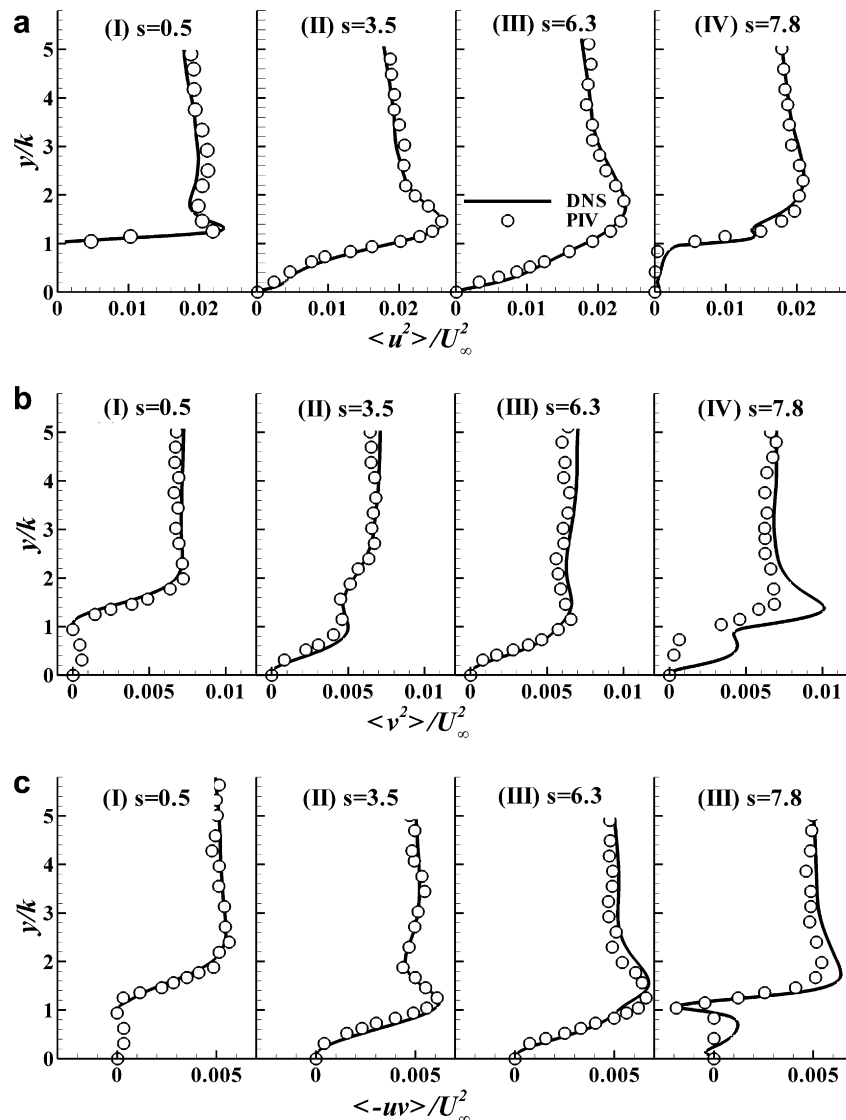 a
(I) s=0.5
(II) s=3.5
(III) s=6.3
(IV) s=7.8
y/k
5
4
3
2
1
0
DNS
PIV
0 0.01 0.02
0 0.01 0.02
0 0.01 0.02
0 0.01 0.02
<u²>/U²∞
b
(I) s=0.5
(II) s=3.5
(III) s=6.3
(IV) s=7.8
y/k
5
4
3
2
1
0
0 0.005 0.01
0 0.005 0.01
0 0.005 0.01
0 0.005 0.01
<v²>/U²∞
c
(I) s=0.5
(II) s=3.5
(III) s=6.3
(III) s=7.8
y/k
5
4
3
2
1
0
0 0.005
0 0.005
0 0.005
0 0.005
<-uv>/U²∞